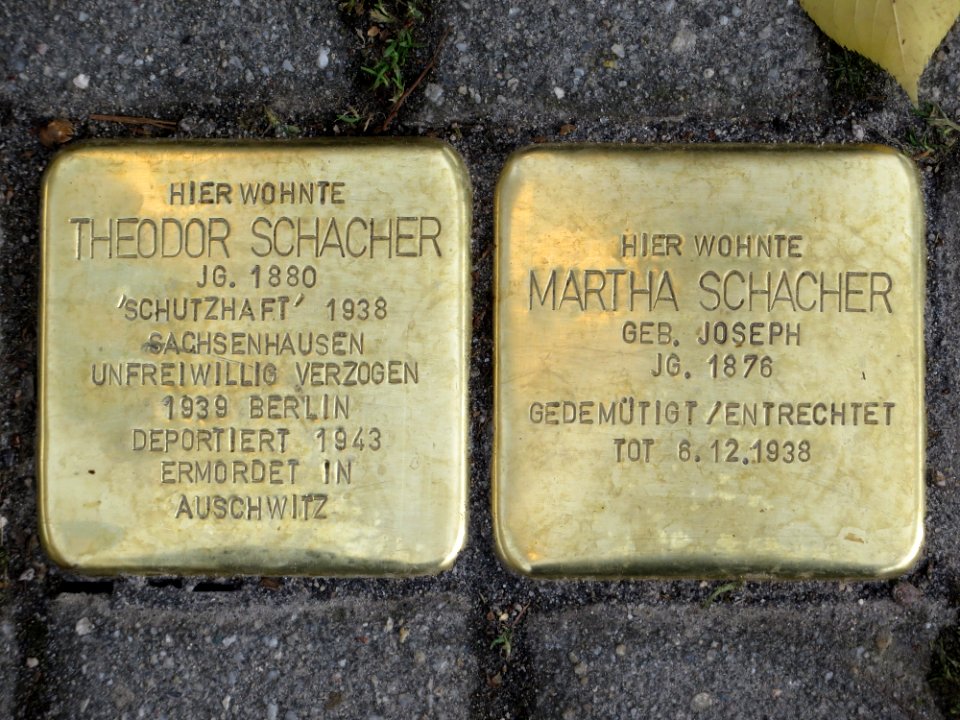 HIER WOHNTE
THEODOR SCHACHER
JG. 1880
'SCHUTZHAFT' 1938
SACHSENHAUSEN
UNFREIWILLIG VERZOGEN
1939 BERLIN
DEPORTIERT 1943
ERMORDET IN
AUSCHWITZ
HIER WOHNTE
MARTHA SCHACHER
GEB. JOSEPH
JG. 1876
GEDEMÜTIGT/ENTRECHTET
TOT 6.12.1938